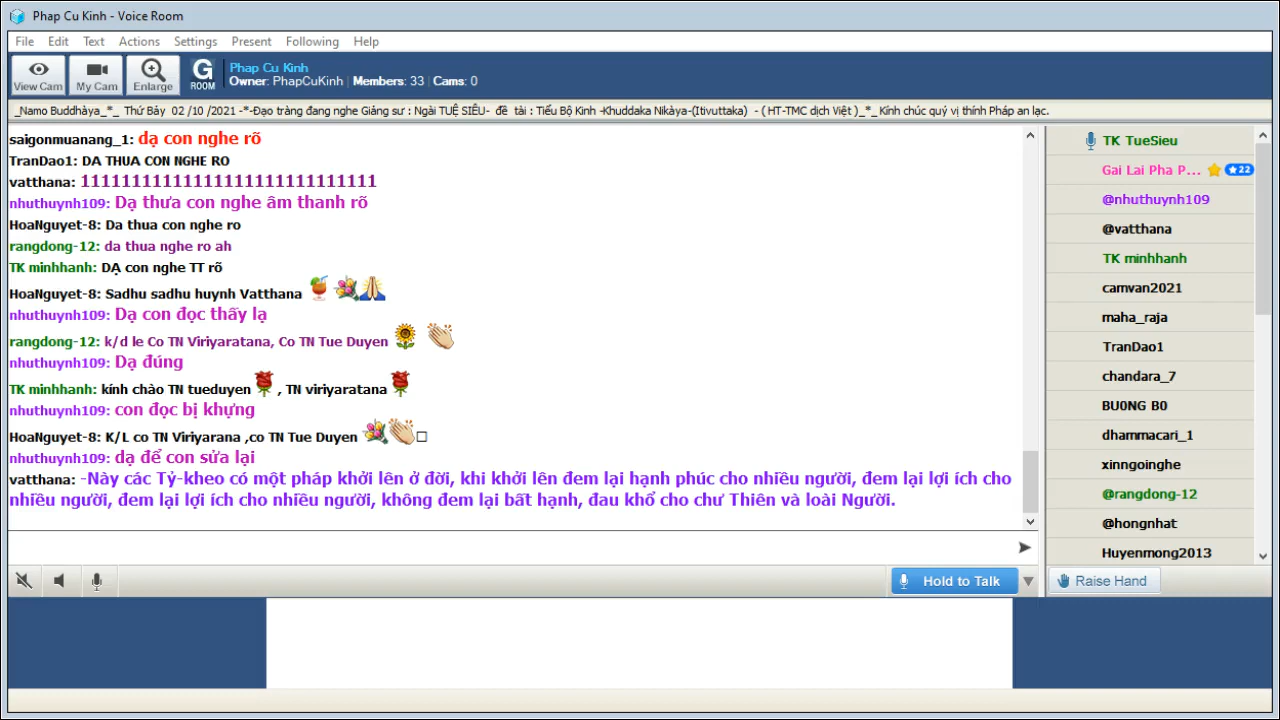 Phap Cu Kinh - Voice Room
File Edit Text Actions Settings Present Following Help
View Cam My Cam Enlarge G ROOM
Phap Cu Kinh
Owner: PhapCuKinh | Members: 33 | Cams: 0
_Namo Buddhàya_*_ Thứ Bảy 02 /10 /2021 -*-Đạo tràng đang nghe Giảng sư : Ngài TUỆ SIÊU- đề tài : Tiểu Bộ Kinh -Khuddaka Nikàya-(Itivuttaka) - ( HT-TMC dịch Việt )_*_ Kính chúc quý vị thính Pháp an lạc.
saigonmuanang_1: dạ con nghe rõ
TranDao1: DA THUA CON NGHE RO
vatthana: 11111111111111111111111111111
nhuthuynh109: Dạ thưa con nghe âm thanh rõ
HoaNguyet-8: Da thua con nghe ro
rangdong-12: da thua nghe ro ah
TK minhhanh: DẠ con nghe TT rõ
HoaNguyet-8: Sadhu sadhu huynh Vatthana
nhuthuynh109: Dạ con đọc thấy lạ
rangdong-12: k/d le Co TN Viriyaratana, Co TN Tue Duyen
nhuthuynh109: Dạ đúng
TK minhhanh: kính chào TN tueduyen , TN viriyaratana
nhuthuynh109: con đọc bị khựng
HoaNguyet-8: K/L co TN Viriyarana ,co TN Tue Duyen
nhuthuynh109: dạ để con sửa lại
vatthana: -Này các Tỷ-kheo có một pháp khởi lên ở đời, khi khởi lên đem lại hạnh phúc cho nhiều người, đem lại lợi ích cho
nhiều người, đem lại lợi ích cho nhiều người, không đem lại bất hạnh, đau khổ cho chư Thiên và loài Người.
TK TueSieu
Gai Lai Pha P... 22
@nhuthuynh109
@vatthana
TK minhhanh
camvan2021
maha_raja
TranDao1
chandara_7
BU0NG B0
dhammacari_1
xinngoinghe
@rangdong-12
@hongnhat
Huyenmong2013
Hold to Talk
Raise Hand